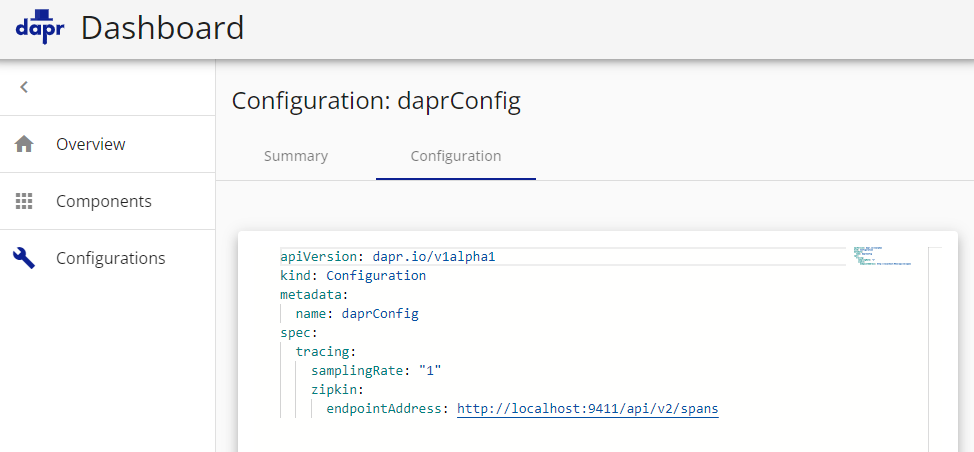 dapr Dashboard
Overview
Components
Configurations
Configuration: daprConfig
Summary Configuration
apiVersion: dapr.io/v1alpha1
kind: Configuration
metadata:
  name: daprConfig
spec:
  tracing:
    samplingRate: "1"
    zipkin:
      endpointAddress: http://localhost:9411/api/v2/spans